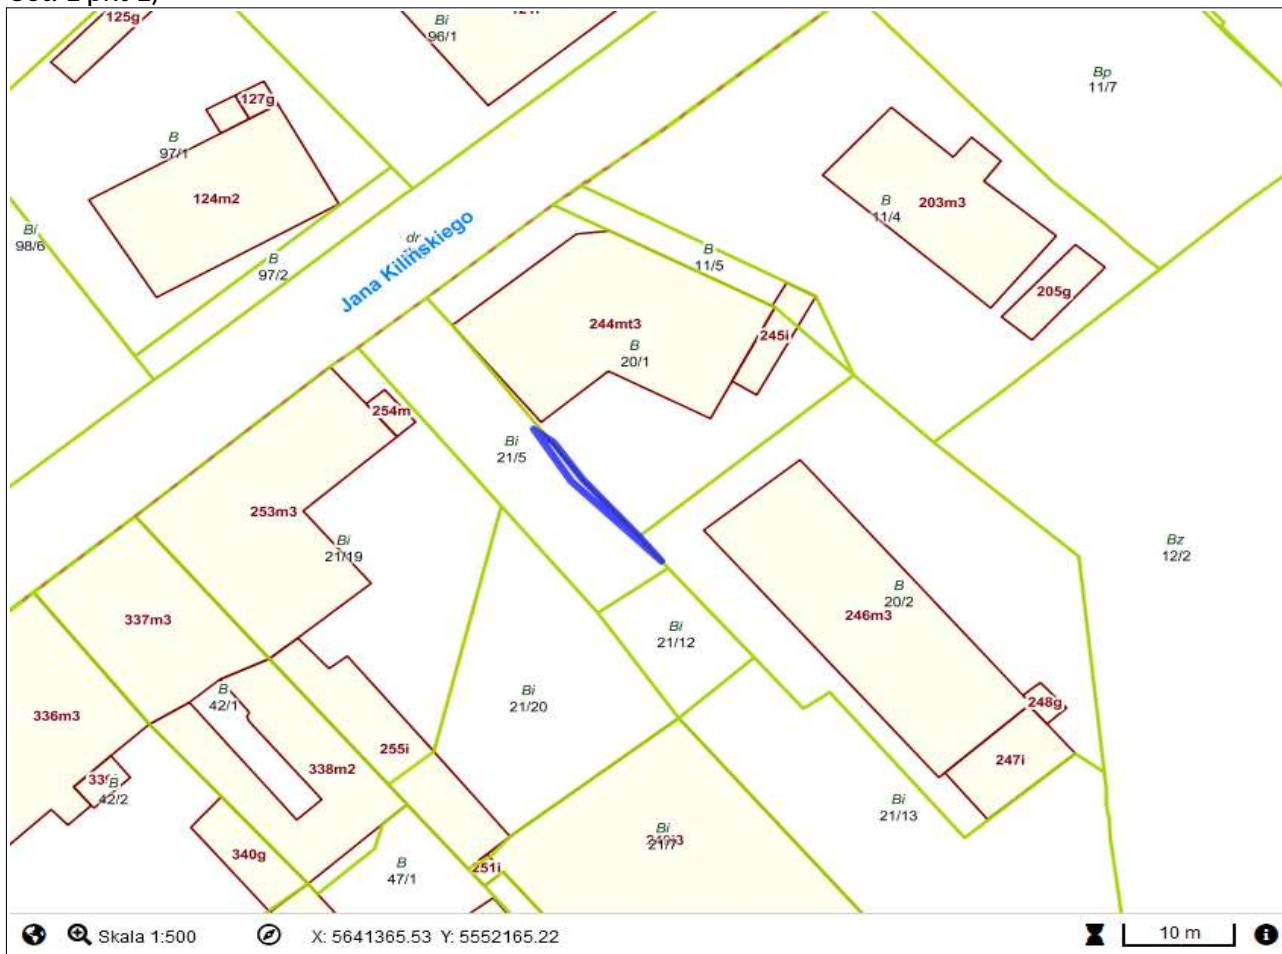 125g
Bi
96/1
Bp
11/7
127g
B
97/1
124m2
B
11/4
203m3
Bi
98/6
dr
Jana Kilińskiego
B
97/2
B
11/5
205g
244mt3
B
20/1
245i
254m
Bi
21/5
253m3
Bi
21/19
Bz
12/2
B
20/2
246m3
337m3
Bi
21/12
B
42/1
Bi
21/20
336m3
255i
248g
338m2
247i
B
42/2
Bi
21/13
Bi
21/7
340g
B
47/1
251i
Skala 1:500
X: 5641365.53 Y: 5552165.22
10 m